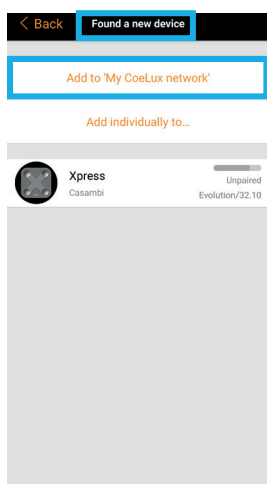 < Back Found a new device
Add to 'My CoeLux network'
Add individually to...
Xpress
Unpaired
Casambi
Evolution/32.10